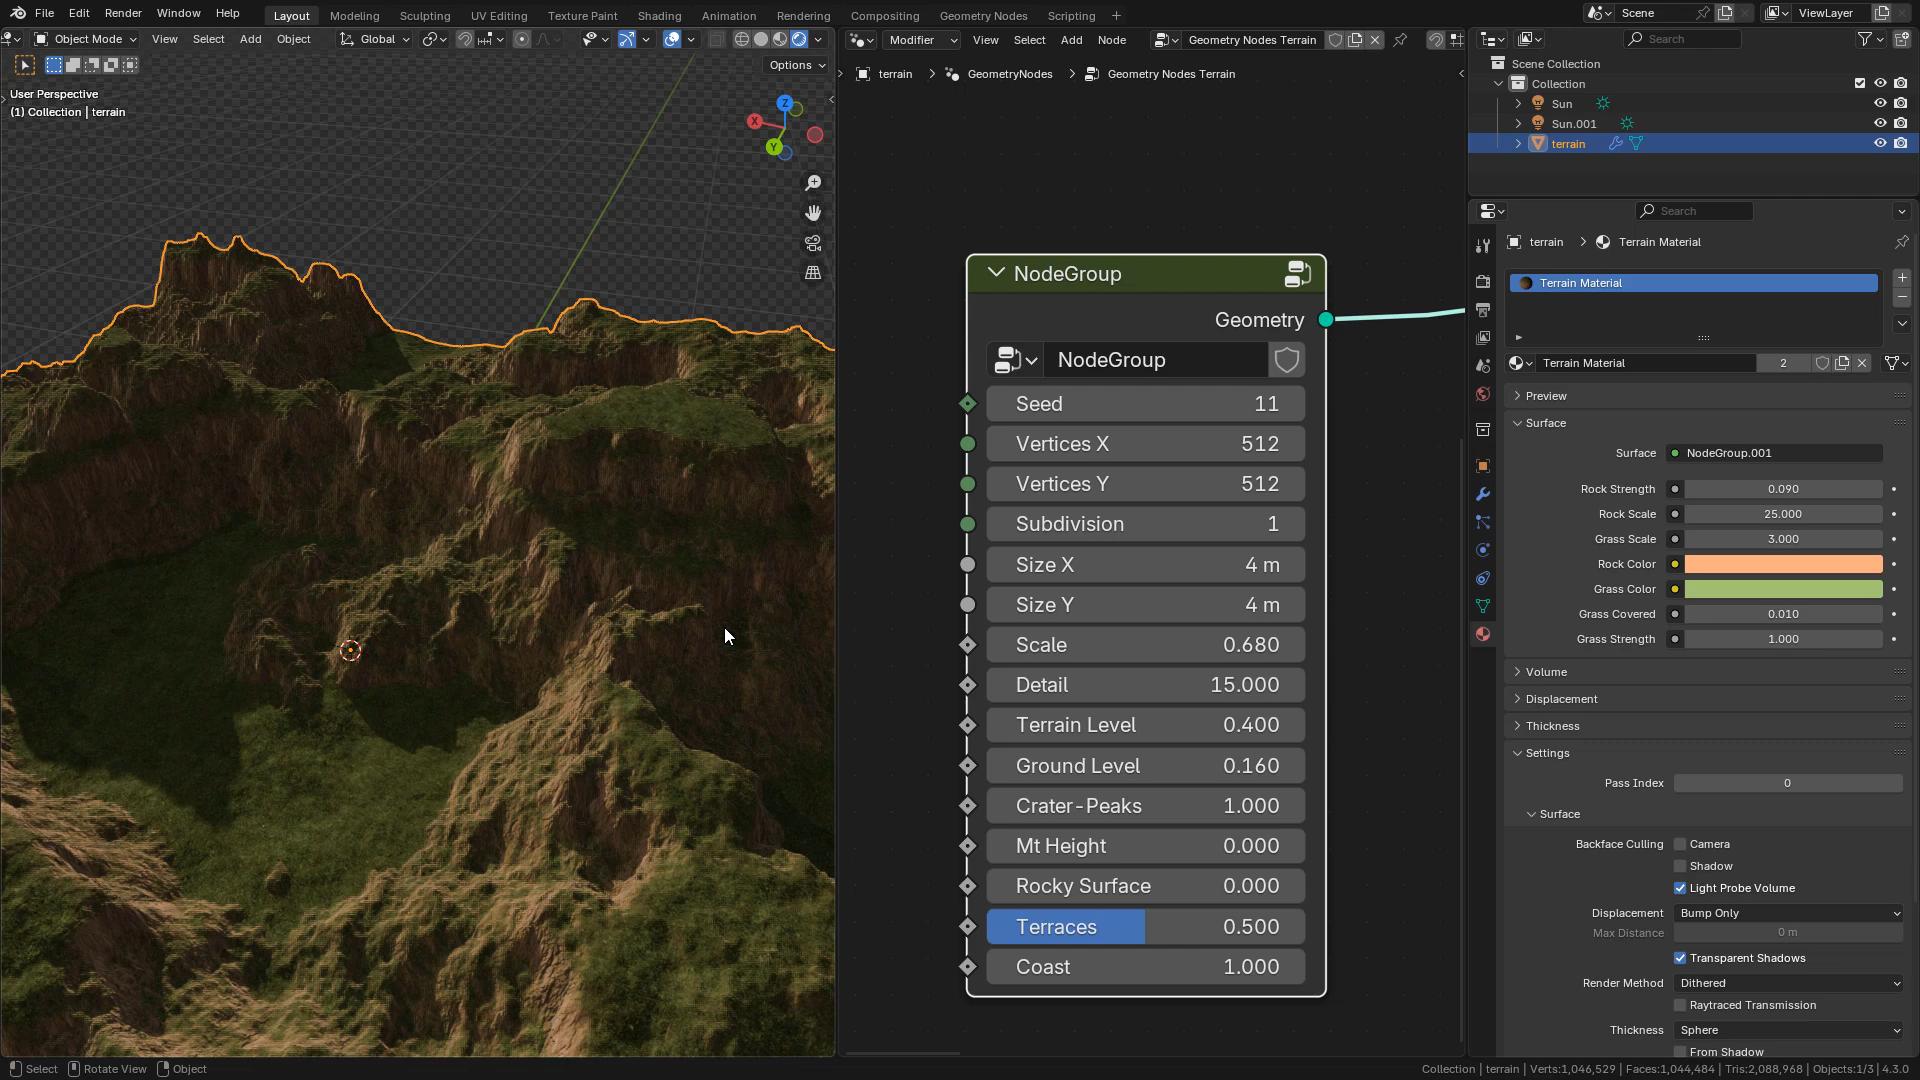 File Edit Render Window Help Layout Modeling Sculpting UV Editing Texture Paint Shading Animation Rendering Compositing Geometry Nodes Scripting + Scene ViewLayer
Object Mode View Select Add Object Global
Modifier View Select Add Node Geometry Nodes Terrain
Search
Options
User Perspective
(1) Collection | terrain
Z
X
Y
terrain > GeometryNodes > Geometry Nodes Terrain
NodeGroup
Geometry
NodeGroup
Seed 11
Vertices X 512
Vertices Y 512
Subdivision 1
Size X 4 m
Size Y 4 m
Scale 0.680
Detail 15.000
Terrain Level 0.400
Ground Level 0.160
Crater-Peaks 1.000
Mt Height 0.000
Rocky Surface 0.000
Terraces 0.500
Coast 1.000
Scene Collection
Collection
Sun
Sun.001
terrain
Search
terrain > Terrain Material
Terrain Material
Terrain Material 2
Preview
Surface
Surface NodeGroup.001
Rock Strength 0.090
Rock Scale 25.000
Grass Scale 3.000
Rock Color
Grass Color
Grass Covered 0.010
Grass Strength 1.000
Volume
Displacement
Thickness
Settings
Pass Index 0
Surface
Backface Culling Camera
Shadow
Light Probe Volume
Displacement Bump Only
Max Distance 0 m
Transparent Shadows
Render Method Dithered
Raytraced Transmission
Thickness Sphere
From Shadow
Select Rotate View Object
Collection | terrain | Verts:1,046,529 | Faces:1,044,484 | Tris:2,088,968 | Objects:1/3 | 4.3.0